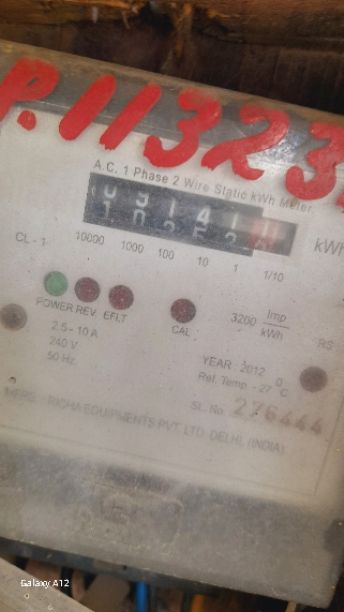 P.11323
A.C. 1 Phase 2 Wire Static kWh Meter
kWh
CL - 1 10000 1000 100 10 1 1/10
POWER REV. EFLT CAL 3200 Imp/kWh RS
2.5 - 10 A
240 V
50 Hz.
YEAR : 2012
Ref. Temp. - 27 °C
SL. No. 276444
MFRS : RICHA EQUIPMENTS PVT. LTD. DELHI (INDIA)
Galaxy A12